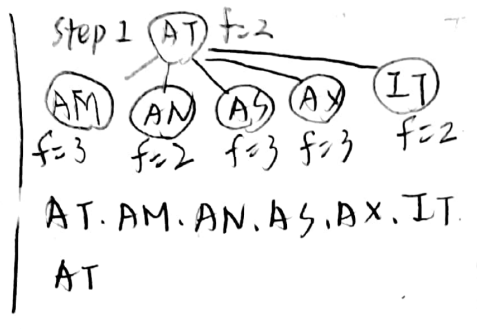 Step 1 AT f=2
AM AN AS AX IT
f=3 f=2 f=3 f=3 f=2
AT. AM. AN. AS. AX. IT.
AT